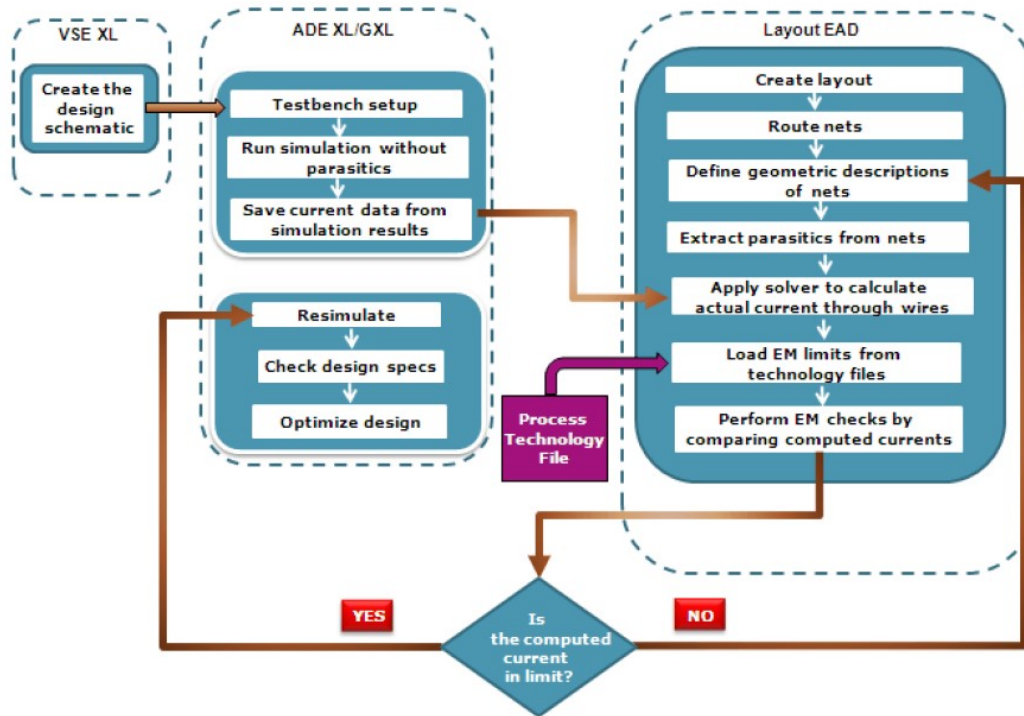 VSE XL
Create the
design
schematic
ADE XL/GXL
Testbench setup
Run simulation without
parasitics
Save current data from
simulation results
Resimulate
Check design specs
Optimize design
Layout EAD
Create layout
Route nets
Define geometric descriptions
of nets
Extract parasitics from nets
Apply solver to calculate
actual current through wires
Load EM limits from
technology files
Perform EM checks by
comparing computed currents
Process
Technology
File
YES
Is
the computed
current
in limit?
NO